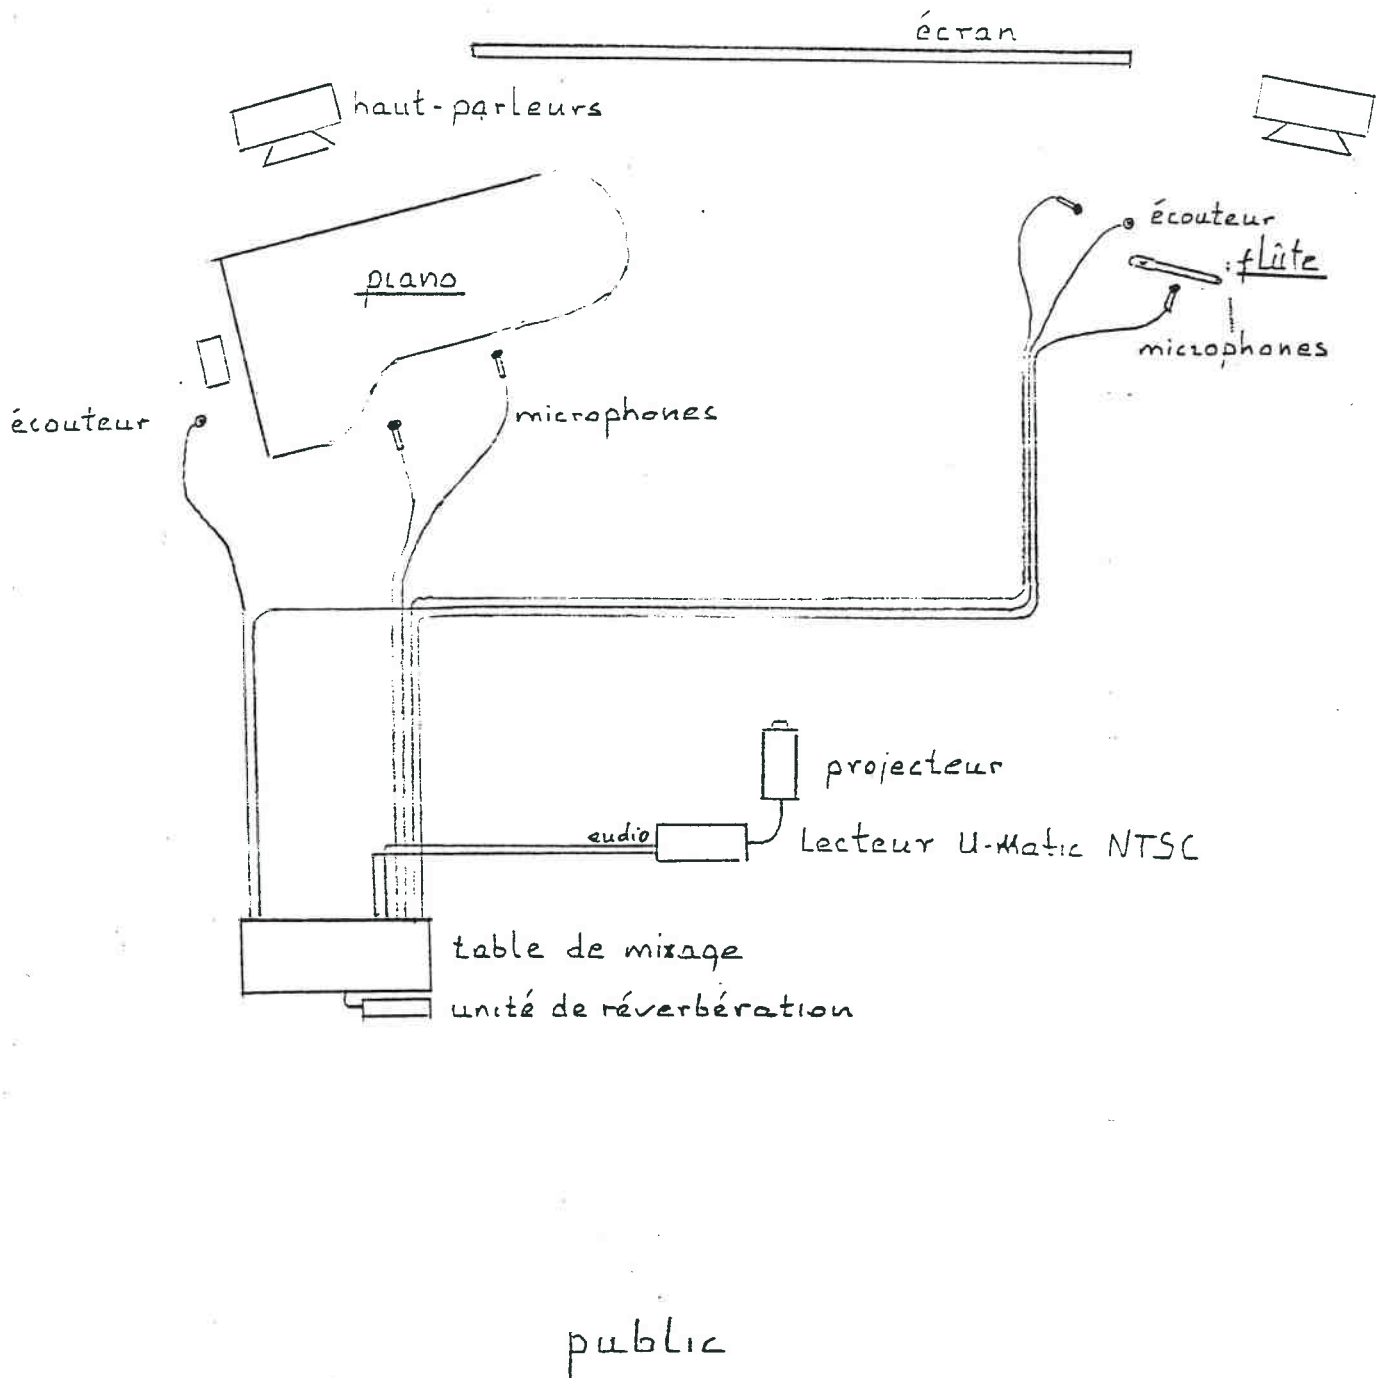 écran
haut-parleurs
écouteur
flûte
piano
microphones
écouteur
microphones
projecteur
audio
Lecteur U-Matic NTSC
table de mixage
unité de réverbération
public